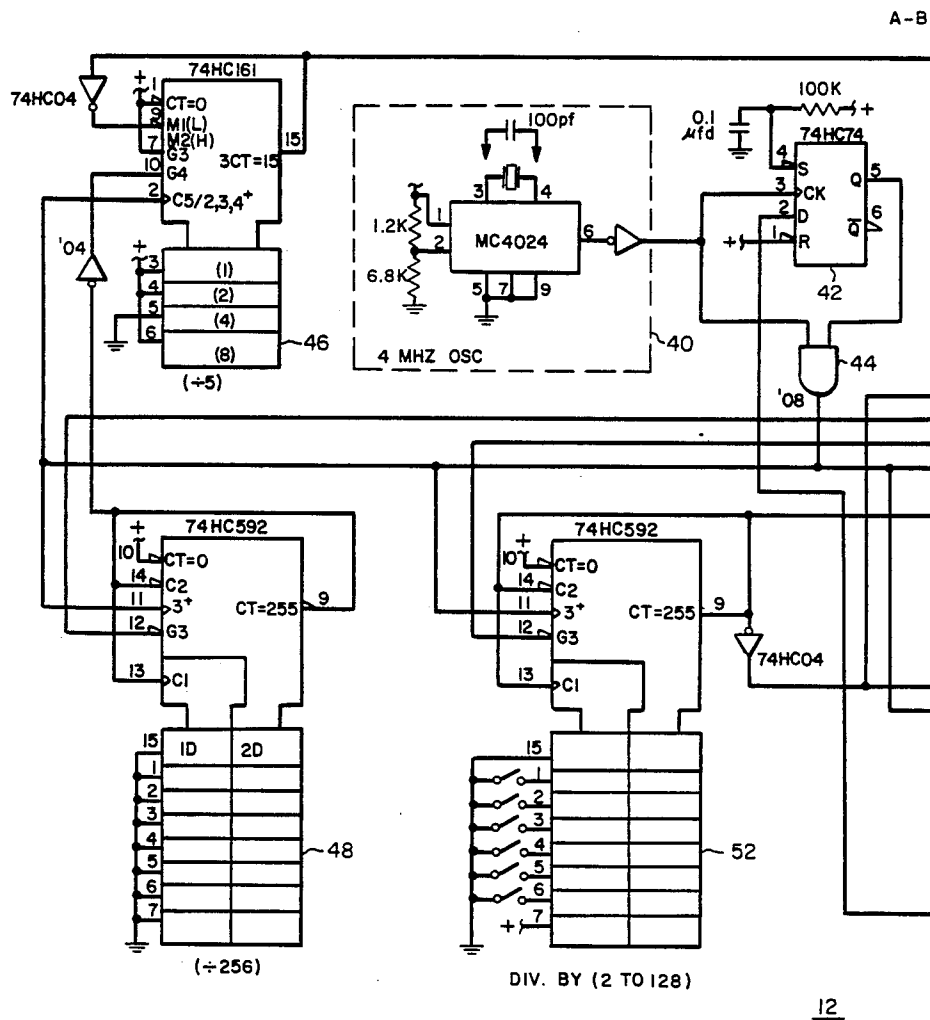 A-B
74HC161
74HC04
+
1
CT=0
M1(L)
M2(H)
7
G3
10
G4
3CT=15
15
2
C5/2,3,4+
'04
+
3
(1)
4
(2)
5
(4)
6
(8)
46
(÷5)
100pf
3
4
1.2K
1
2
MC4024
6
6.8K
5
7
9
4 MHZ OSC
40
100K
+
0.1
µfd
74HC74
4
S
Q
5
3
CK
2
D
6
Q
+
1
R
42
44
'08
74HC592
+
10
CT=0
14
C2
11
3+
CT=255
9
12
G3
13
C1
15
1D
2D
1
2
3
4
5
6
7
48
(÷256)
74HC592
+
10
CT=0
14
C2
11
3+
CT=255
9
12
G3
74HC04
13
C1
15
1
2
3
4
5
6
+
7
52
DIV. BY (2 TO 128)
12